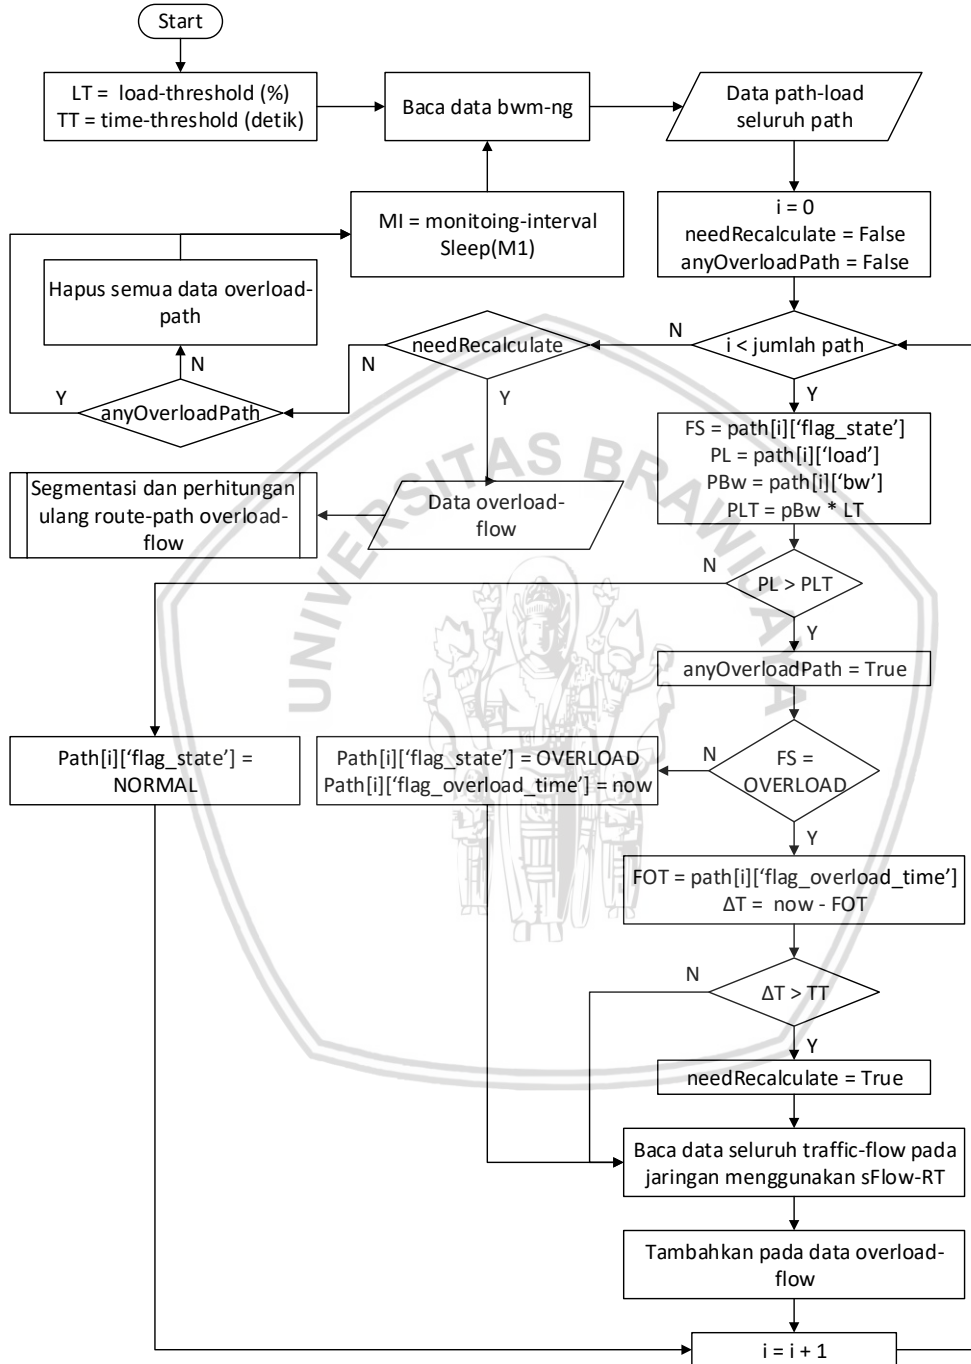 Start
LT = load-threshold (%)
TT = time-threshold (detik)
Baca data bwm-ng
Data path-load
seluruh path
MI = monitoing-interval
Sleep(M1)
i = 0
needRecalculate = False
anyOverloadPath = False
Hapus semua data overload-
path
needRecalculate
N
i < jumlah path
N
N
Y
anyOverloadPath
Y
Y
FS = path[i][‘flag_state’]
PL = path[i][‘load’]
PBw = path[i][‘bw’]
PLT = pBw * LT
Segmentasi dan perhitungan
ulang route-path overload-
flow
Data overload-
flow
N
PL > PLT
Y
anyOverloadPath = True
Path[i][‘flag_state’] =
NORMAL
Path[i][‘flag_state’] = OVERLOAD
Path[i][‘flag_overload_time’] = now
N
FS =
OVERLOAD
Y
FOT = path[i][‘flag_overload_time’]
ΔT = now - FOT
N
ΔT > TT
Y
needRecalculate = True
Baca data seluruh traffic-flow pada
jaringan menggunakan sFlow-RT
Tambahkan pada data overload-
flow
i = i + 1
UNIVERSITAS BRAWIJAYA